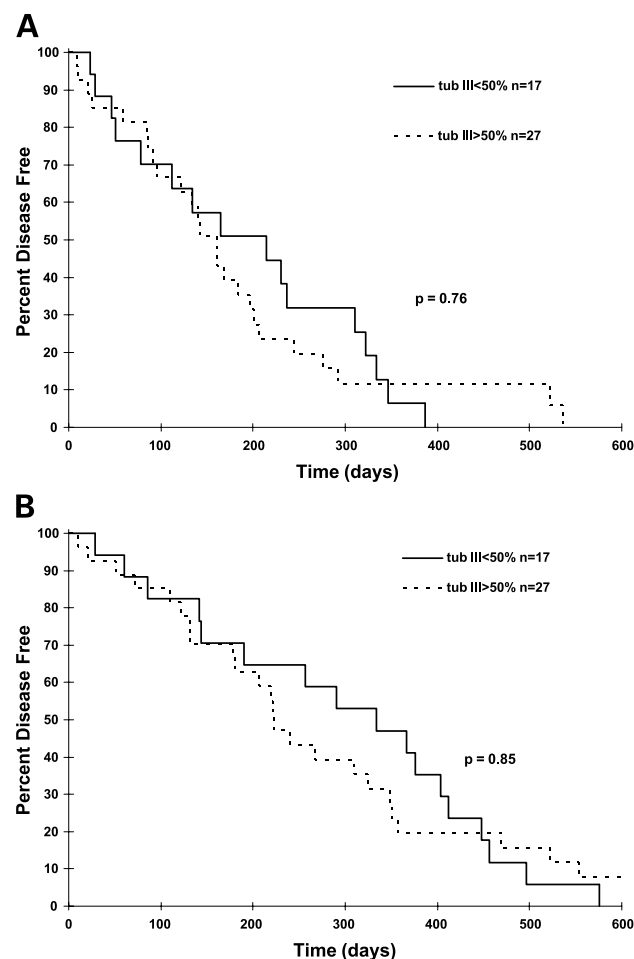 A
100
90
80
70
60
50
40
30
20
10
0
Percent Disease Free
tub III<50% n=17
tub III>50% n=27
p = 0.76
0 100 200 300 400 500 600
Time (days)
B
100
90
80
70
60
50
40
30
20
10
0
Percent Disease Free
tub III<50% n=17
tub III>50% n=27
p = 0.85
0 100 200 300 400 500 600
Time (days)